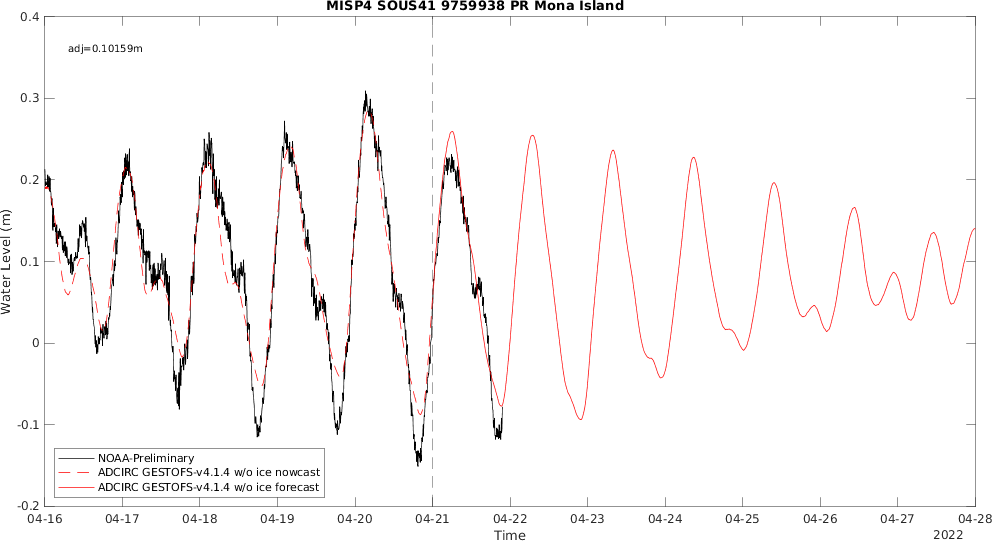 MISP4 SOUS41 9759938 PR Mona Island
adj=0.10159m
0.4
0.3
0.2
0.1
0
-0.1
-0.2
Water Level (m)
NOAA-Preliminary
ADCIRC GESTOFS-v4.1.4 w/o ice nowcast
ADCIRC GESTOFS-v4.1.4 w/o ice forecast
04-16 04-17 04-18 04-19 04-20 04-21 04-22 04-23 04-24 04-25 04-26 04-27 04-28
Time
2022